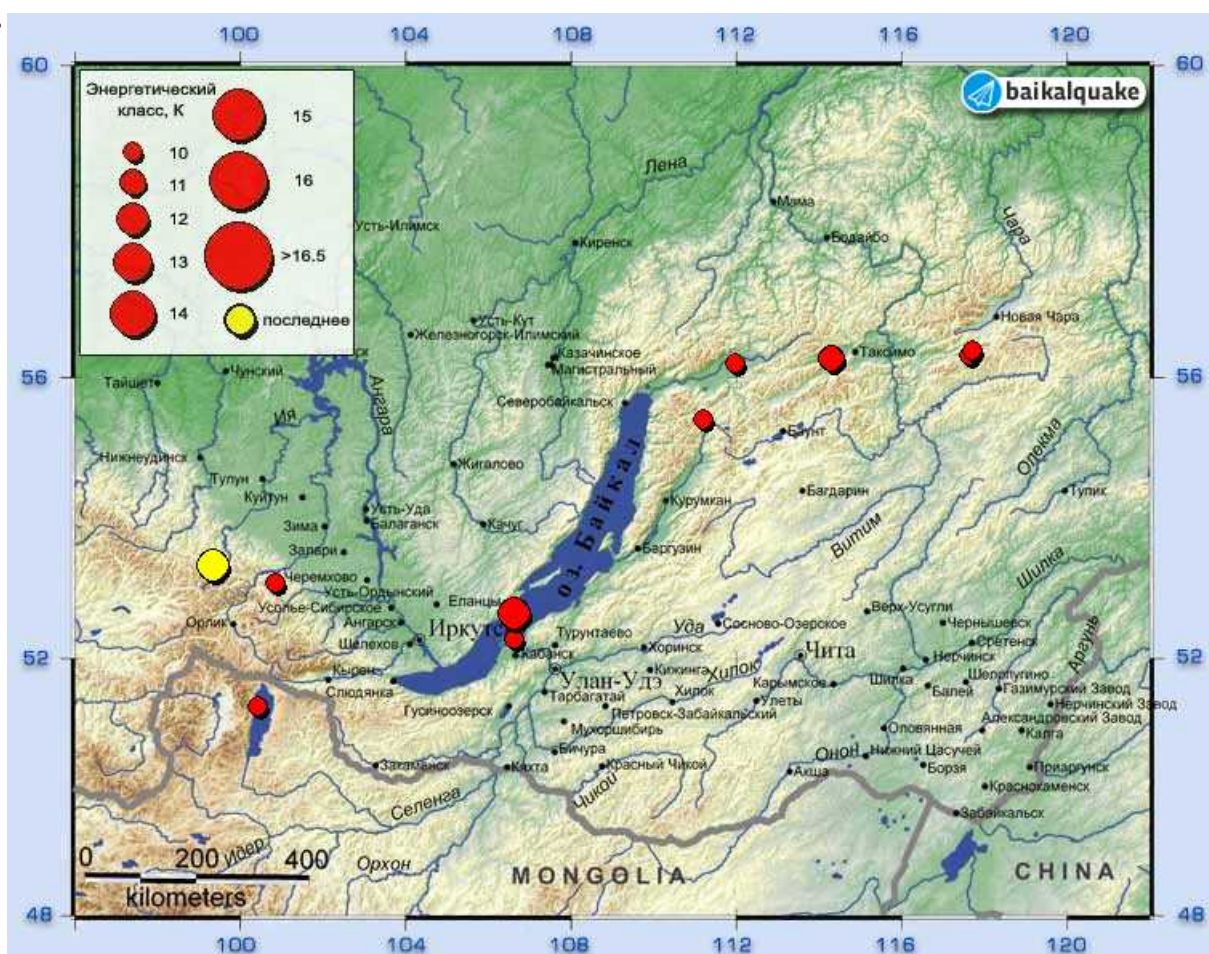 100 104 108 112 116 120
60 60
Энергетический
класс, К
15
10
11
16
12
>16.5
13
14
последнее
baikalquake
Лена
Мама
Чара
Усть-Илимск
Бодайбо
Киренск
Усть-Кут
Новая Чара
Железногорск-Илимский
Казачинское
Таксимо
Магистральный
56 56
Тайшет
Чунский
Ангара
Северобайкальск
Ия
Баунт
Олекма
Нижнеудинск
Жигалово
Тулун
Куйтун
оз. Байкал
Курумкан
Багдарин
Тупик
Усть-Уда
Балаганск
Зима
Качуг
Витим
Залари
Баргузин
Шилка
Черемхово
Усть-Ордынский
Еланцы
Усолье-Сибирское
Верх-Усугли
Орлик
Ангарск
Иркутс
Уда
Сосново-Озерское
Чернышевск
Турунтаево
Шелехов
Хоринск
Сретенск
Аргунь
Кабанск
Чита
Нерчинск
52 52
Кырен
Улан-Удэ
Кижинга
Хилок
Шилка
Шелопугино
Слюдянка
Карымское
Балей
Газимурский Завод
Тарбагатай
Хилок
Улеты
Нерчинский Завод
Гусиноозерск
Петровск-Забайкальский
Александровский Завод
Мухоршибирь
Оловянная
Калга
Бичура
Онон
Нижний Цасучей
Закаменск
Кяхта
Красный Чикой
Акша
Борзя
Приаргунск
Чикой
Краснокаменск
Селенга
Забайкальск
0 200 400
Идер
Орхон
kilometers
MONGOLIA
CHINA
48 48
100 104 108 112 116 120